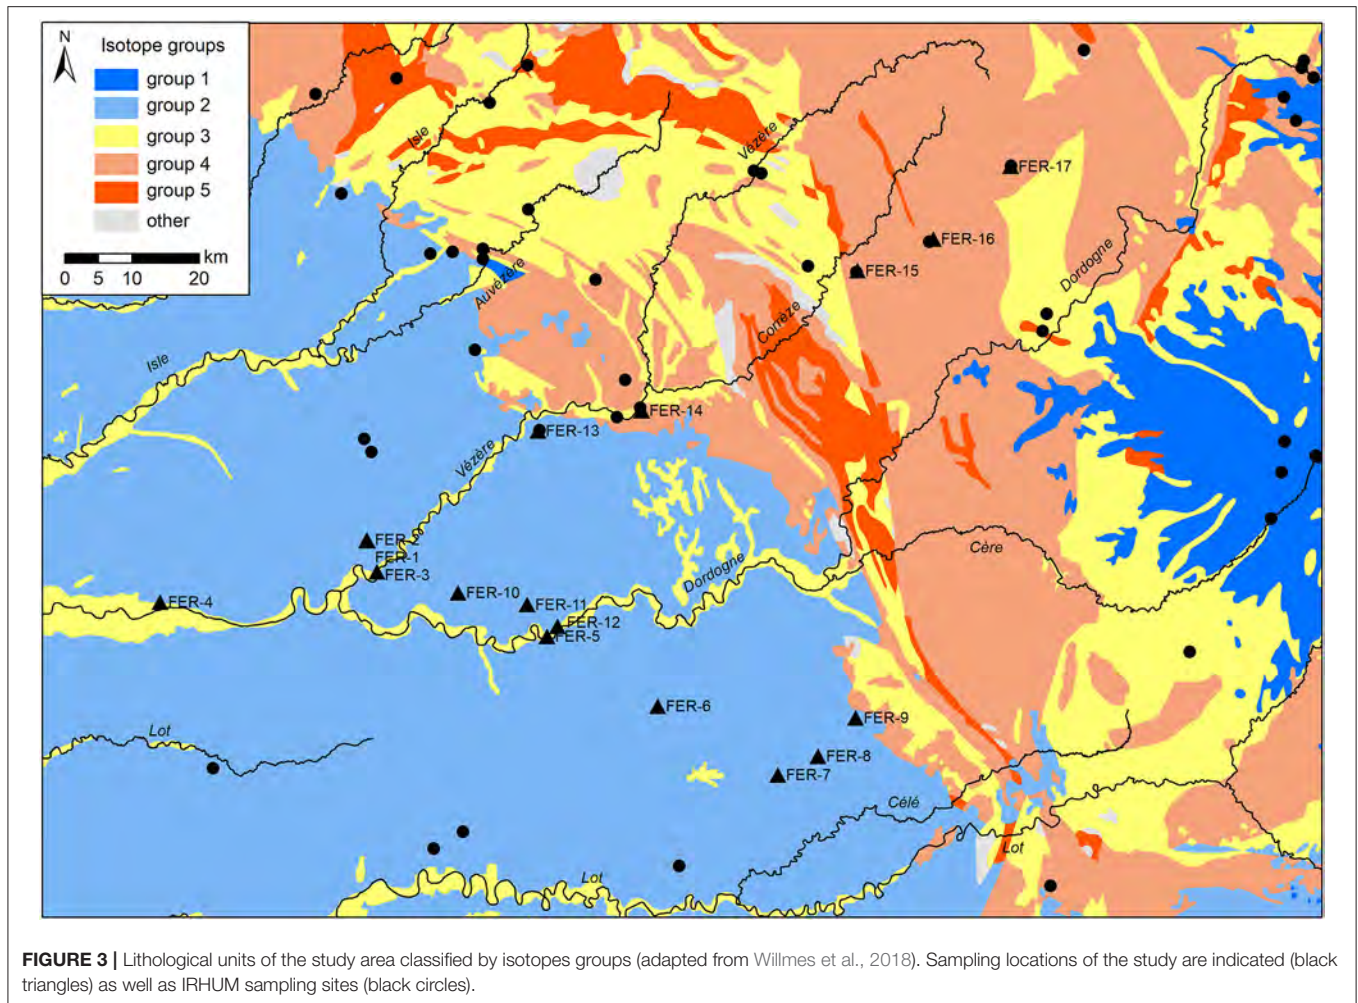 N
Isotope groups
group 1
group 2
group 3
group 4
group 5
other
0 5 10 20 km
Isle
Vézère
FER-17
FER-16
FER-15
Auvézère
Corrèze
Dordogne
Isle
FER-14
FER-13
Vézère
FER-2
FER-1
FER-3
FER-4
FER-10
FER-11
FER-12
FER-5
Dordogne
Cère
FER-6
FER-9
FER-8
FER-7
Lot
Célé
Lot
Lot
FIGURE 3 | Lithological units of the study area classified by isotopes groups (adapted from Willmes et al., 2018). Sampling locations of the study are indicated (black
triangles) as well as IRHUM sampling sites (black circles).